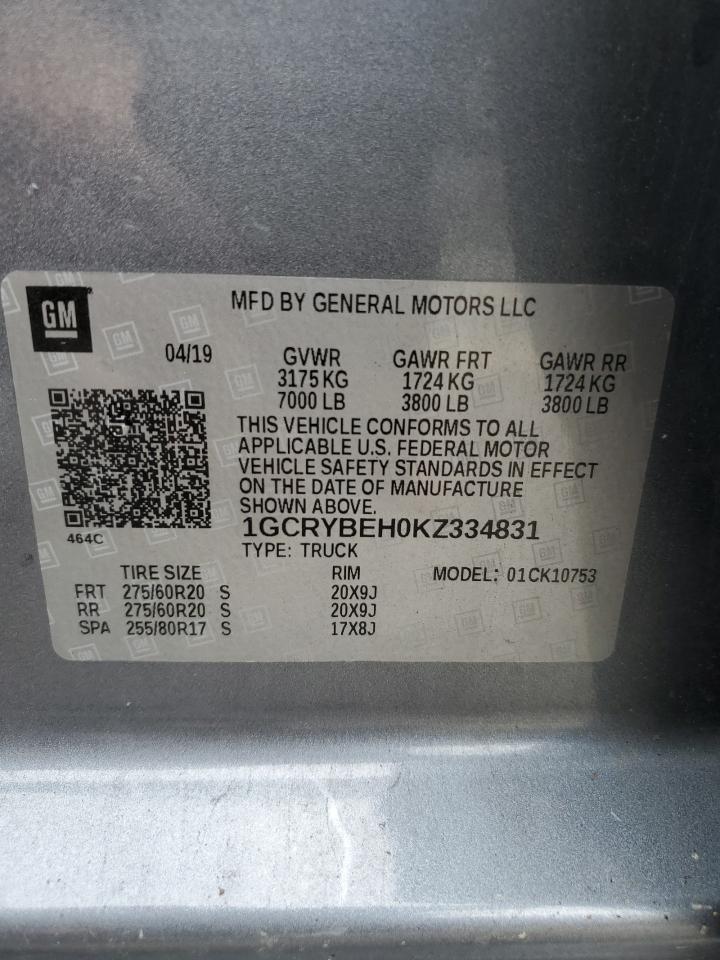 GM
MFD BY GENERAL MOTORS LLC
04/19 GVWR GAWR FRT GAWR RR
3175 KG 1724 KG 1724 KG
7000 LB 3800 LB 3800 LB
THIS VEHICLE CONFORMS TO ALL
APPLICABLE U.S. FEDERAL MOTOR
VEHICLE SAFETY STANDARDS IN EFFECT
ON THE DATE OF MANUFACTURE
SHOWN ABOVE.
464C
1GCRYBEH0KZ334831
TYPE: TRUCK
TIRE SIZE RIM MODEL: 01CK10753
FRT 275/60R20 S 20X9J
RR 275/60R20 S 20X9J
SPA 255/80R17 S 17X8J